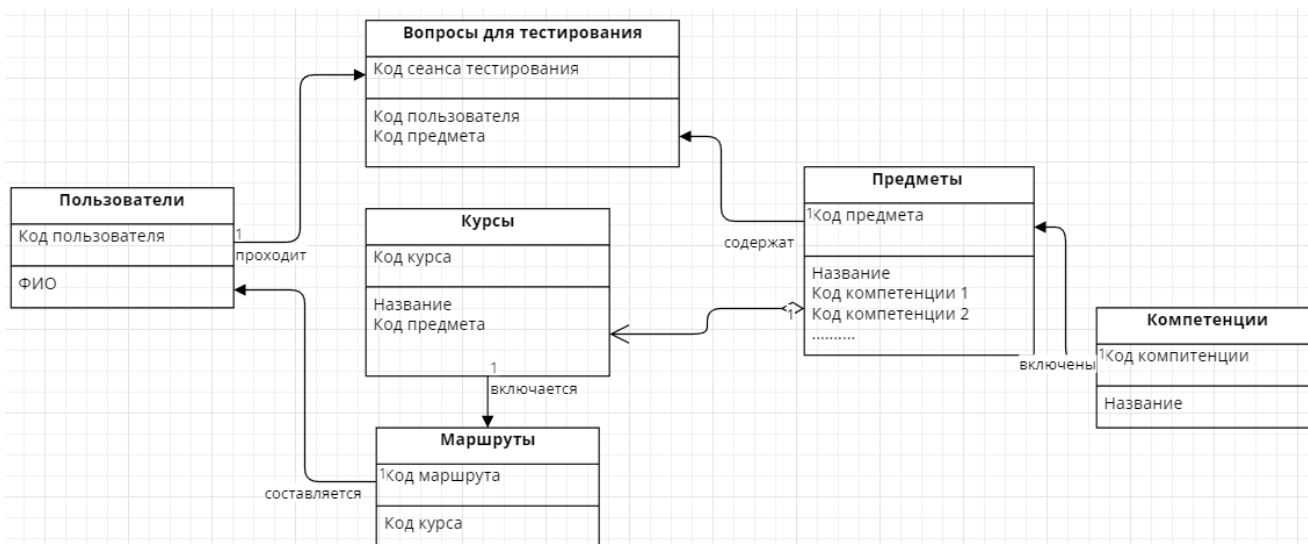 Вопросы для тестирования
Код сеанса тестирования
Код пользователя
Код предмета
Пользователи
Код пользователя
ФИО
1
проходит
Курсы
Код курса
Название
Код предмета
1
включается
Предметы
1
Код предмета
содержат
Название
Код компетенции 1
Код компетенции 2
..........
1
Компетенции
1
Код компитенции
включены
Название
Маршруты
1
Код маршрута
составляется
Код курса